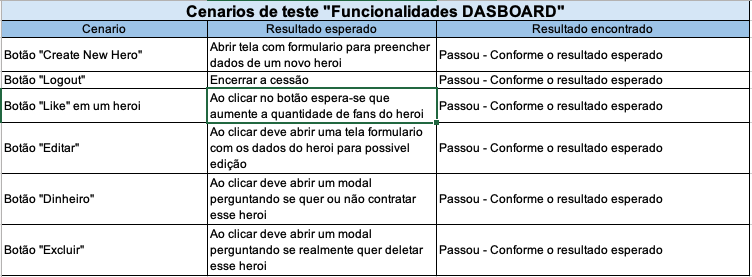 Cenarios de teste "Funcionalidades DASBOARD"
Cenario Resultado esperado Resultado encontrado
Botão "Create New Hero" Abrir tela com formulario para preencher dados de um novo heroi Passou - Conforme o resultado esperado
Botão "Logout" Encerrar a cessão Passou - Conforme o resultado esperado
Botão "Like" em um heroi Ao clicar no botão espera-se que aumente a quantidade de fans do heroi Passou - Conforme o resultado esperado
Botão "Editar" Ao clicar deve abrir uma tela formulario com os dados do heroi para possivel edição Passou - Conforme o resultado esperado
Botão "Dinheiro" Ao clicar deve abrir um modal perguntando se quer ou não contratar esse heroi Passou - Conforme o resultado esperado
Botão "Excluir" Ao clicar deve abrir um modal perguntando se realmente quer deletar esse heroi Passou - Conforme o resultado esperado